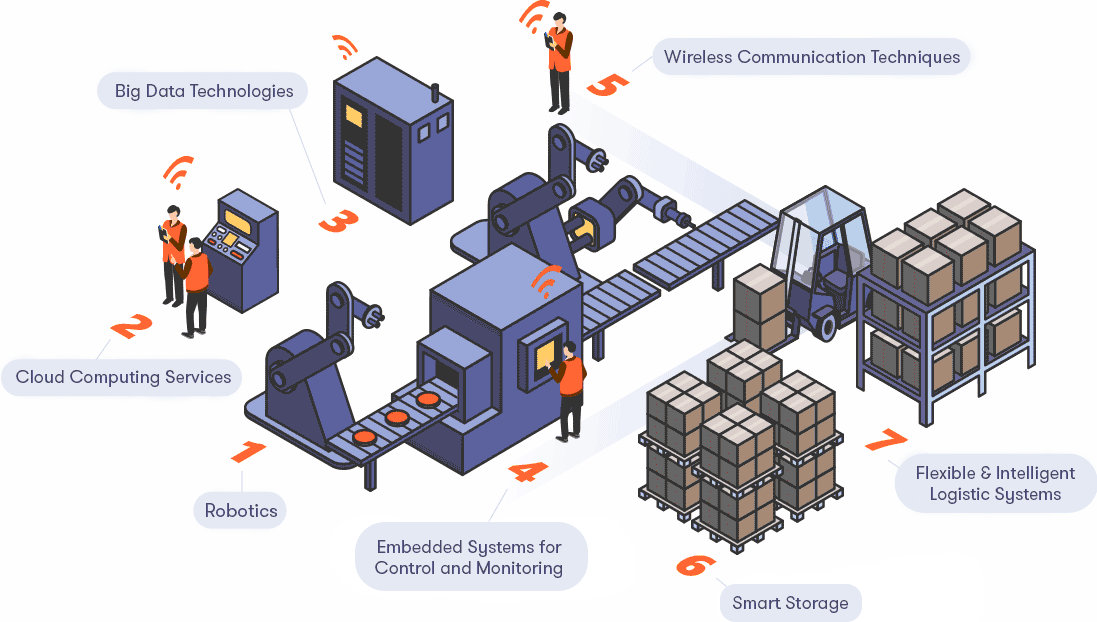 5
Wireless Communication Techniques
Big Data Technologies
3
2
Cloud Computing Services
1
Robotics
4
Embedded Systems for
Control and Monitoring
7
Flexible & Intelligent
Logistic Systems
6
Smart Storage